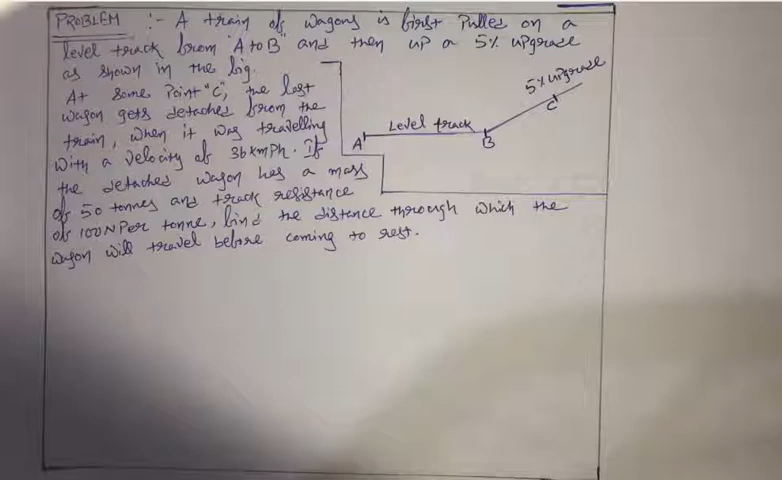 PROBLEM :- A train of wagons is first Pulled on a
level track from "A to B" and then up a 5% upgrade
as shown in the fig.
At some Point "C", the last
wagon gets detached from the
train, when it was travelling
with a velocity of 36 kmph. If
the detached wagon has a mass
of 50 tonnes and track resistance
of 100N Per tonne, find the distance through which the
wagon will travel before coming to rest.
5% upgrade
C
Level track
A
B